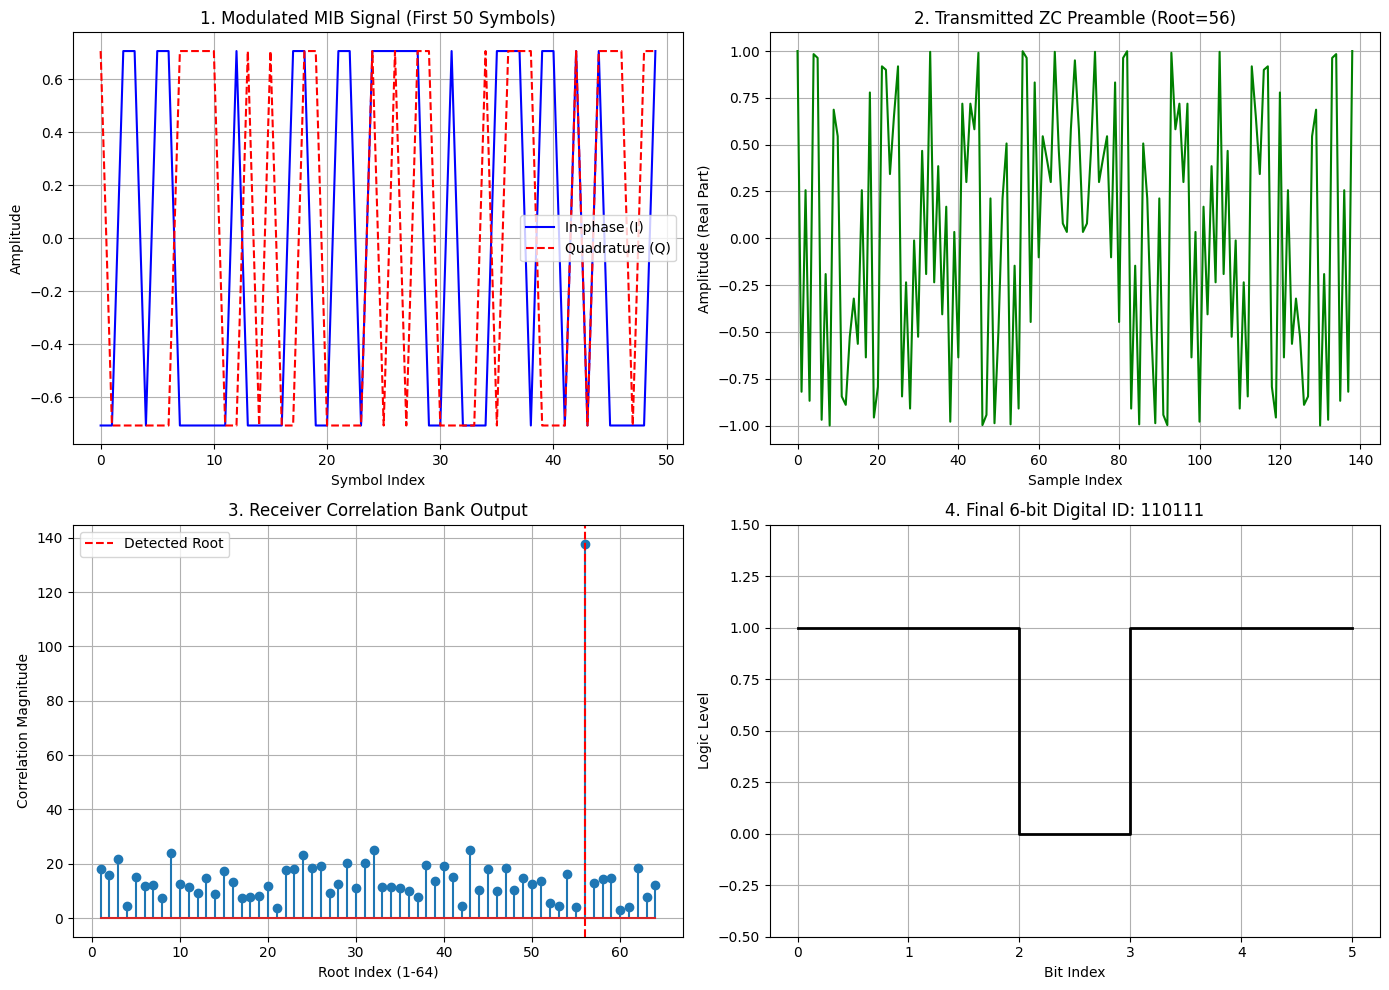 1. Modulated MIB Signal (First 50 Symbols)
Amplitude
0.6
0.4
0.2
0.0
−0.2
−0.4
−0.6
In-phase (I)
Quadrature (Q)
0 10 20 30 40 50
Symbol Index
2. Transmitted ZC Preamble (Root=56)
Amplitude (Real Part)
1.00
0.75
0.50
0.25
0.00
−0.25
−0.50
−0.75
−1.00
0 20 40 60 80 100 120 140
Sample Index
3. Receiver Correlation Bank Output
Detected Root
Correlation Magnitude
140
120
100
80
60
40
20
0
0 10 20 30 40 50 60
Root Index (1-64)
4. Final 6-bit Digital ID: 110111
Logic Level
1.50
1.25
1.00
0.75
0.50
0.25
0.00
−0.25
−0.50
0 1 2 3 4 5
Bit Index